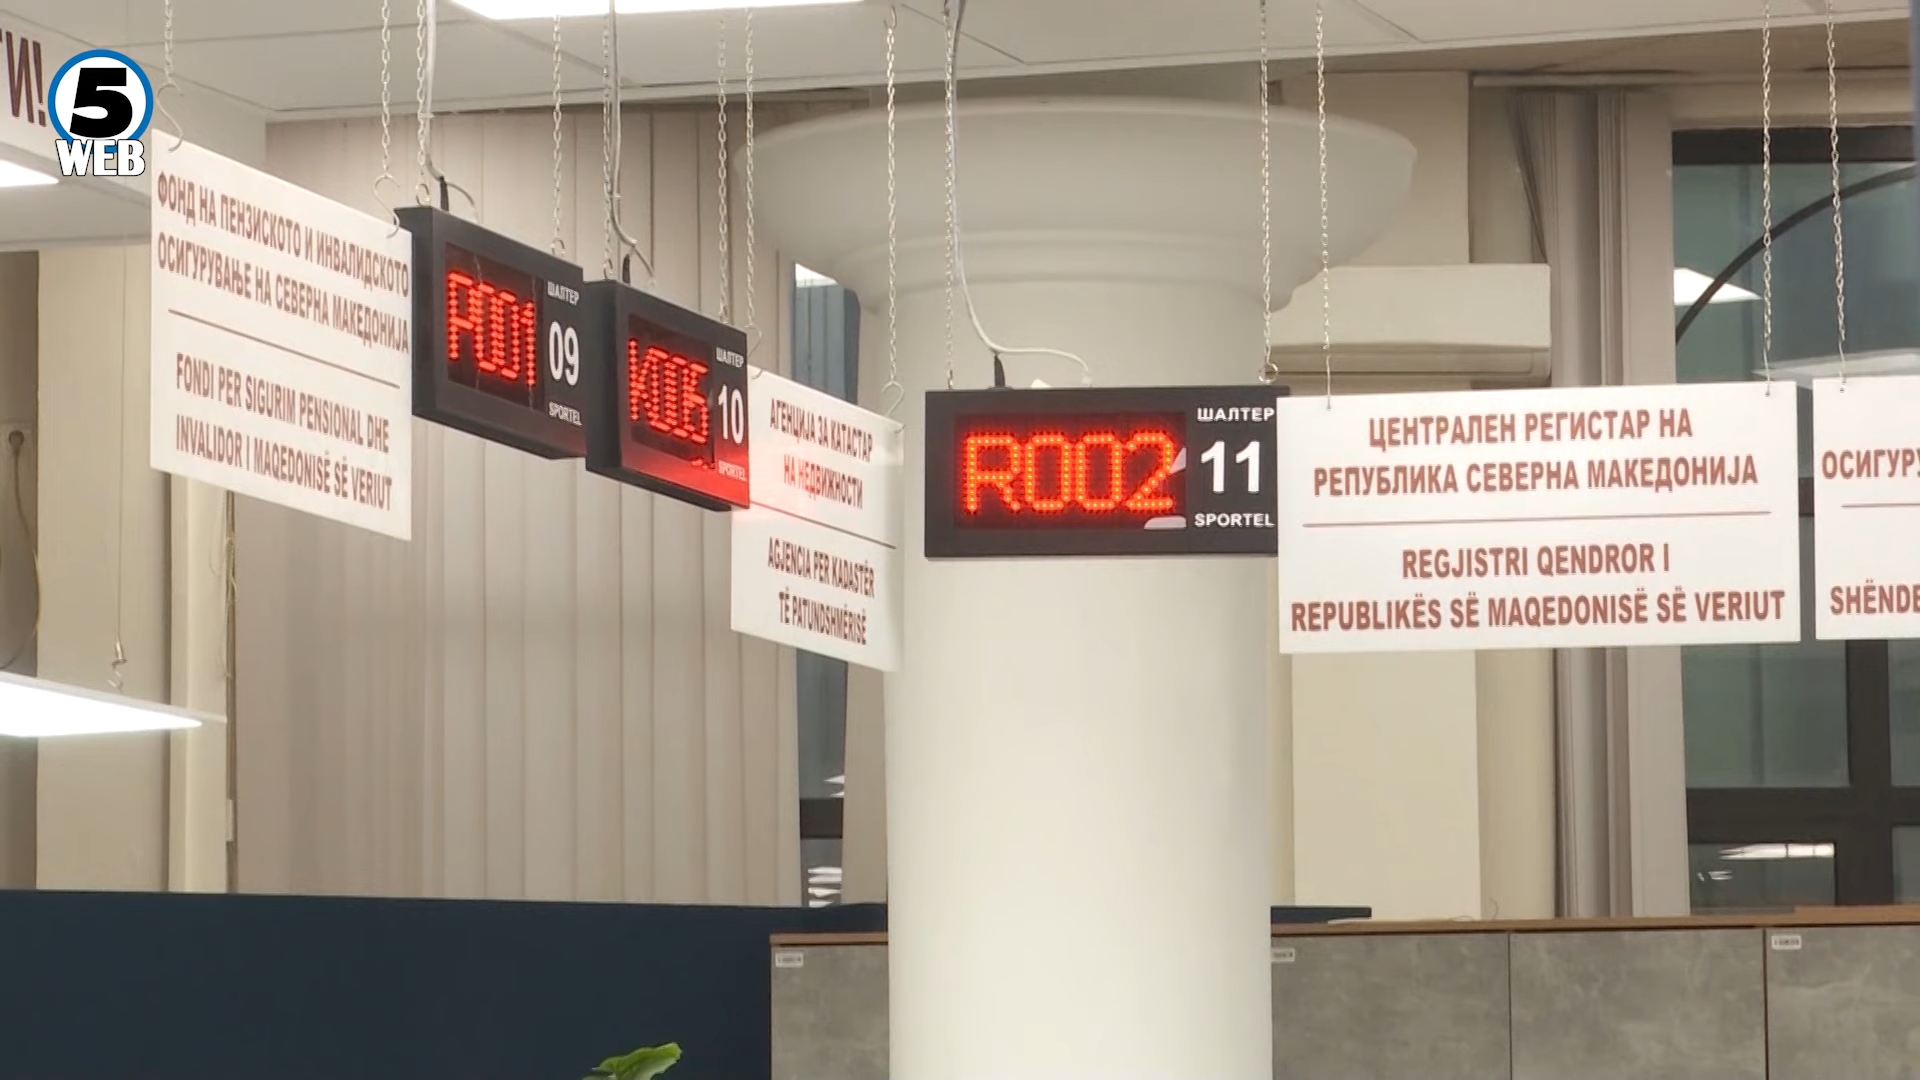 И!
5
WEB
ФОНД НА ПЕНЗИСКОТО И ИНВАЛИДСКОТО
ОСИГУРУВАЊЕ НА СЕВЕРНА МАКЕДОНИЈА
FONDI PER SIGURIM PENSIONAL DHE
INVALIDOR I MAQEDONISË SË VERIUT
ШАЛТЕР
09
SPORTEL
ШАЛТЕР
10
SPORTEL
АГЕНЦИЈА ЗА КАТАСТАР
НА НЕДВИЖНОСТИ
AGJENCIA PER KADASTËR
TË PATUNDSHMËRISË
R002
ШАЛТЕР
11
SPORTEL
ЦЕНТРАЛЕН РЕГИСТАР НА
РЕПУБЛИКА СЕВЕРНА МАКЕДОНИЈА
REGJISTRI QENDROR I
REPUBLIKËS SË MAQEDONISË SË VERIUT
ОСИГУРУ
SHËNDE